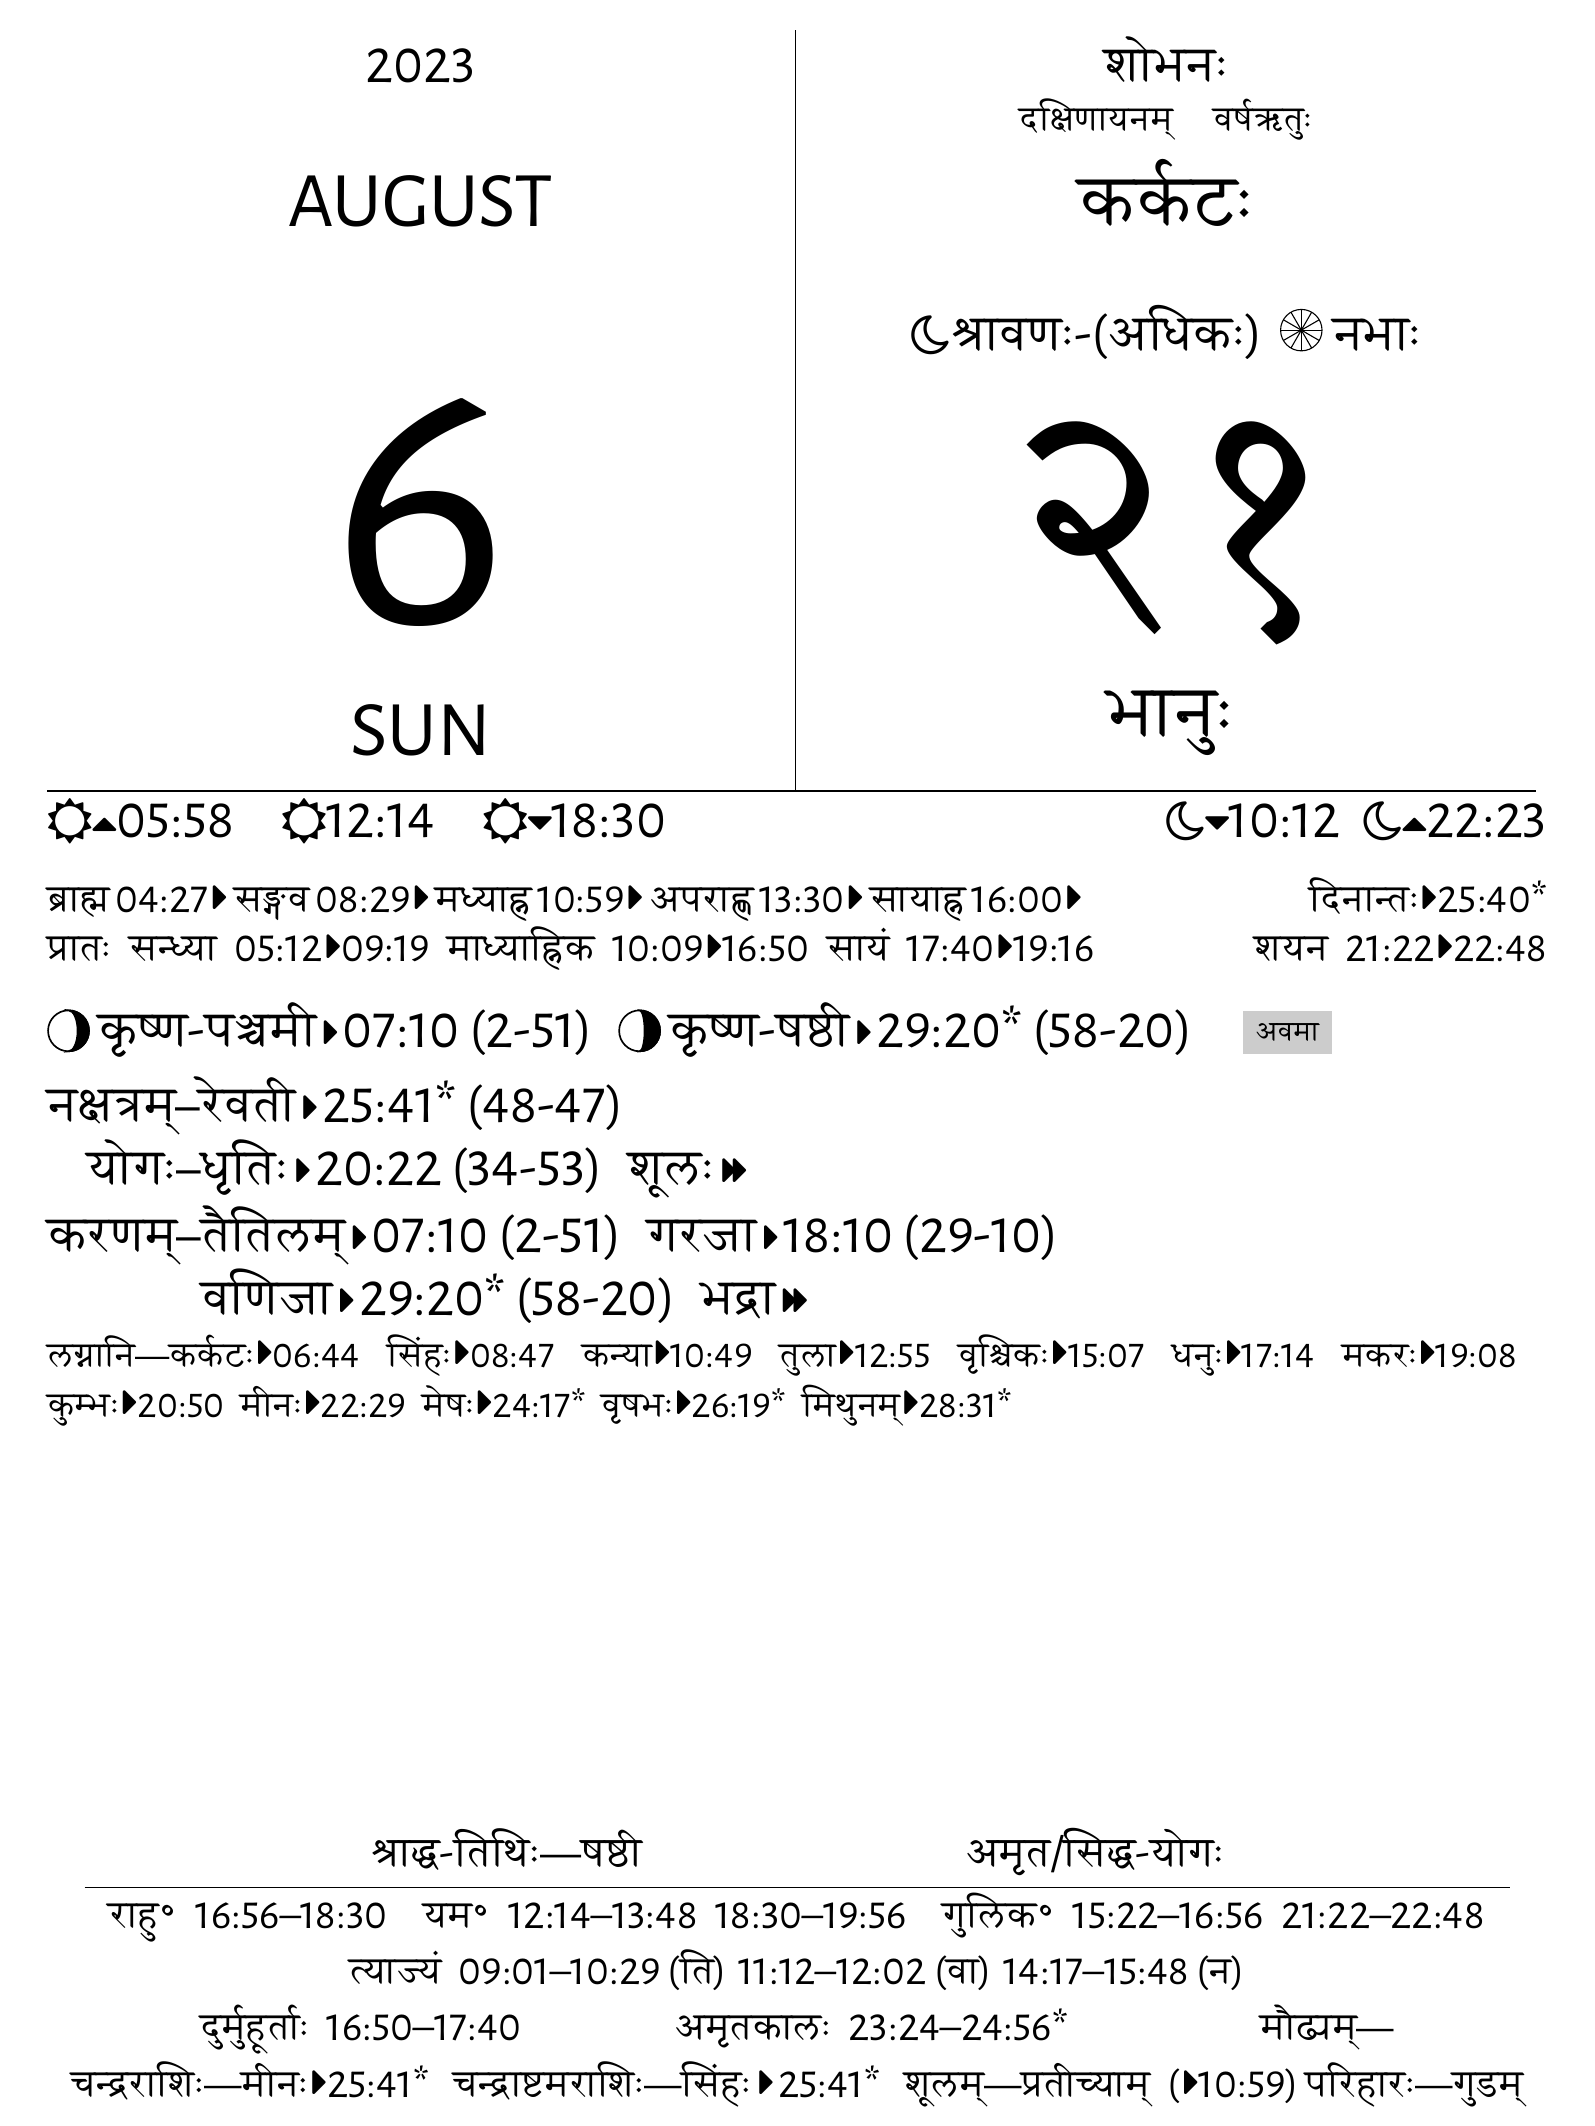 2023
AUGUST
6
SUN
शोभनः
दक्षिणायनम् वर्षऋतुः
कर्कटः
श्रावणः-(अधिकः) नभाः
२१
भानुः
05:58 12:14 18:30 10:12 22:23
ब्राह्म 04:27 सङ्गव 08:29 मध्याह्न 10:59 अपराह्ण 13:30 सायाह्न 16:00 दिनान्तः 25:40*
प्रातः सन्ध्या 05:12 09:19 माध्याह्निक 10:09 16:50 सायं 17:40 19:16 शयन 21:22 22:48
कृष्ण-पञ्चमी 07:10 (2-51) कृष्ण-षष्ठी 29:20* (58-20) अवमा
नक्षत्रम्–रेवती 25:41* (48-47)
योगः–धृतिः 20:22 (34-53) शूलः
करणम्–तैतिलम् 07:10 (2-51) गरजा 18:10 (29-10)
वणिजा 29:20* (58-20) भद्रा
लग्नानि—कर्कटः 06:44 सिंहः 08:47 कन्या 10:49 तुला 12:55 वृश्चिकः 15:07 धनुः 17:14 मकरः 19:08
कुम्भः 20:50 मीनः 22:29 मेषः 24:17* वृषभः 26:19* मिथुनम् 28:31*
श्राद्ध-तिथिः—षष्ठी अमृत/सिद्ध-योगः
राहु॰ 16:56–18:30 यम॰ 12:14–13:48 18:30–19:56 गुलिक॰ 15:22–16:56 21:22–22:48
त्याज्यं 09:01–10:29 (ति) 11:12–12:02 (वा) 14:17–15:48 (न)
दुर्मुहूर्ताः 16:50–17:40 अमृतकालः 23:24–24:56* मौढ्यम्—
चन्द्रराशिः—मीनः 25:41* चन्द्राष्टमराशिः—सिंहः 25:41* शूलम्—प्रतीच्याम् (10:59) परिहारः—गुडम्